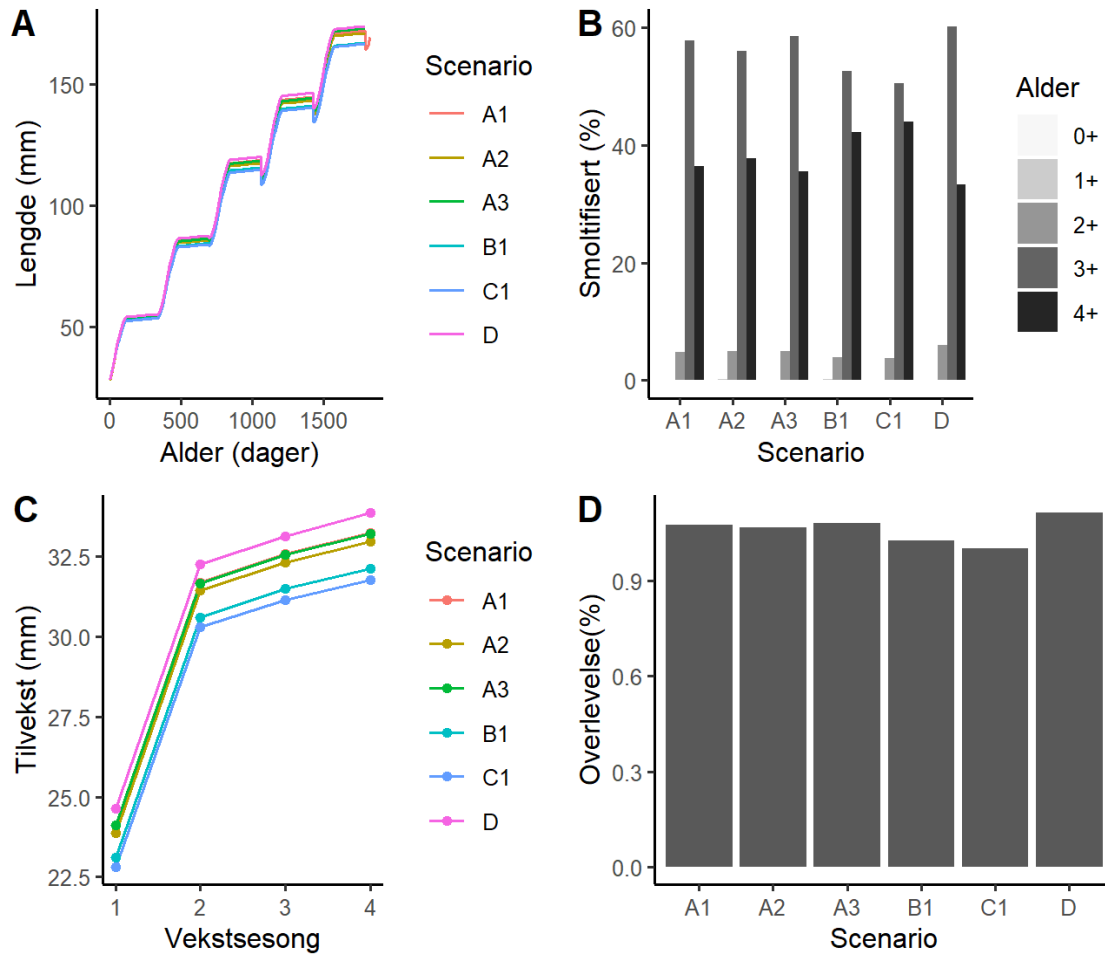 A
Lengde (mm)
150
100
50
0
500
1000
1500
Alder (dager)
Scenario
A1
A2
A3
B1
C1
D
B
Smoltifisert (%)
60
40
20
0
A1
A2
A3
B1
C1
D
Scenario
Alder
0+
1+
2+
3+
4+
C
Tilvekst (mm)
32.5
30.0
27.5
25.0
22.5
1
2
3
4
Vekstsesong
Scenario
A1
A2
A3
B1
C1
D
D
Overlevelse(%)
0.9
0.6
0.3
0.0
A1
A2
A3
B1
C1
D
Scenario